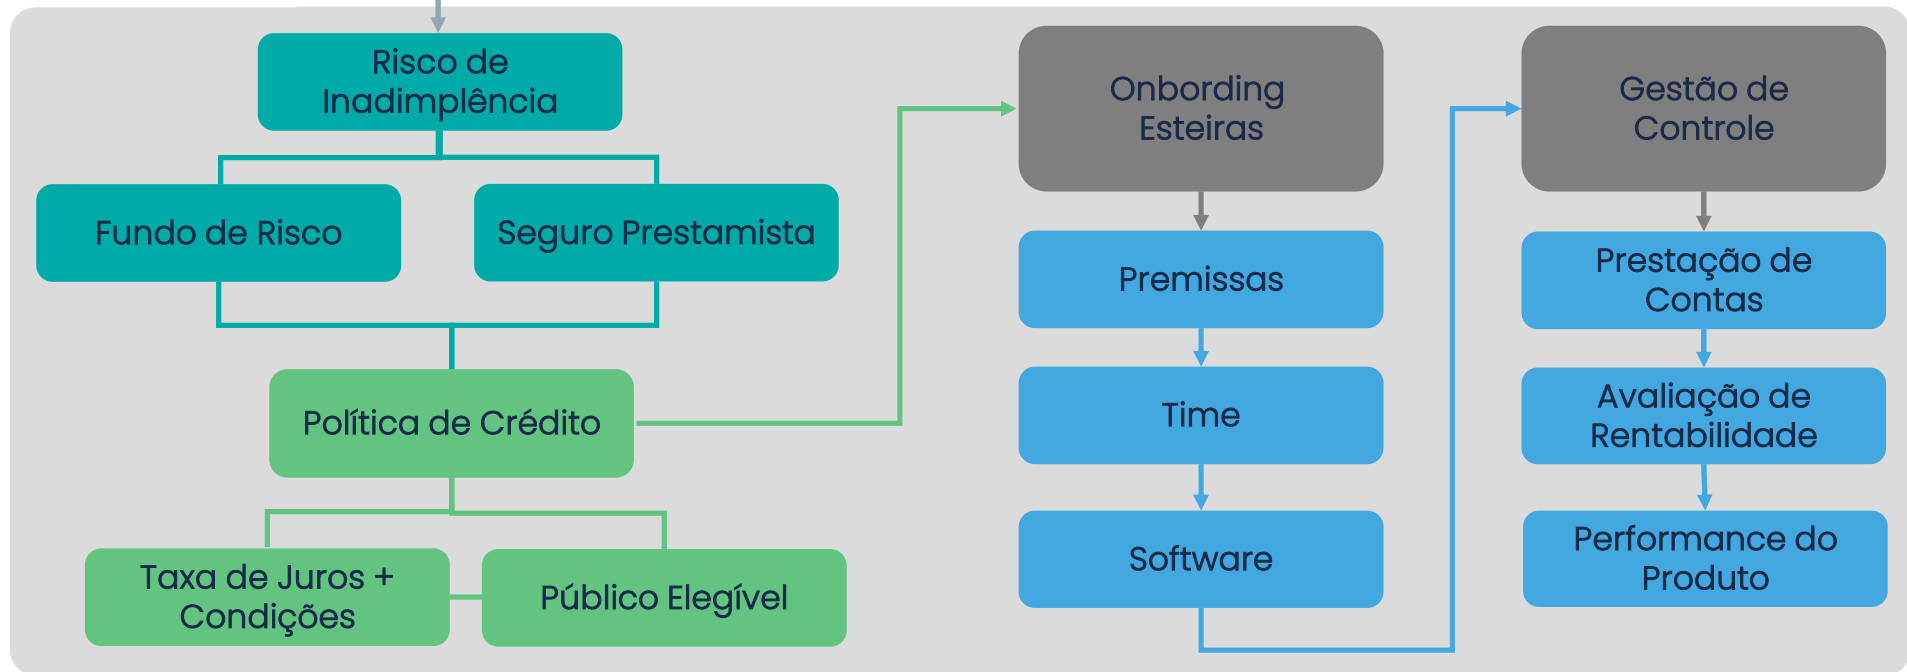 Risco de
Inadimplência
Fundo de Risco
Seguro Prestamista
Política de Crédito
Taxa de Juros +
Condições
Público Elegível
Onbording
Esteiras
Premissas
Time
Software
Gestão de
Controle
Prestação de
Contas
Avaliação de
Rentabilidade
Performance do
Produto